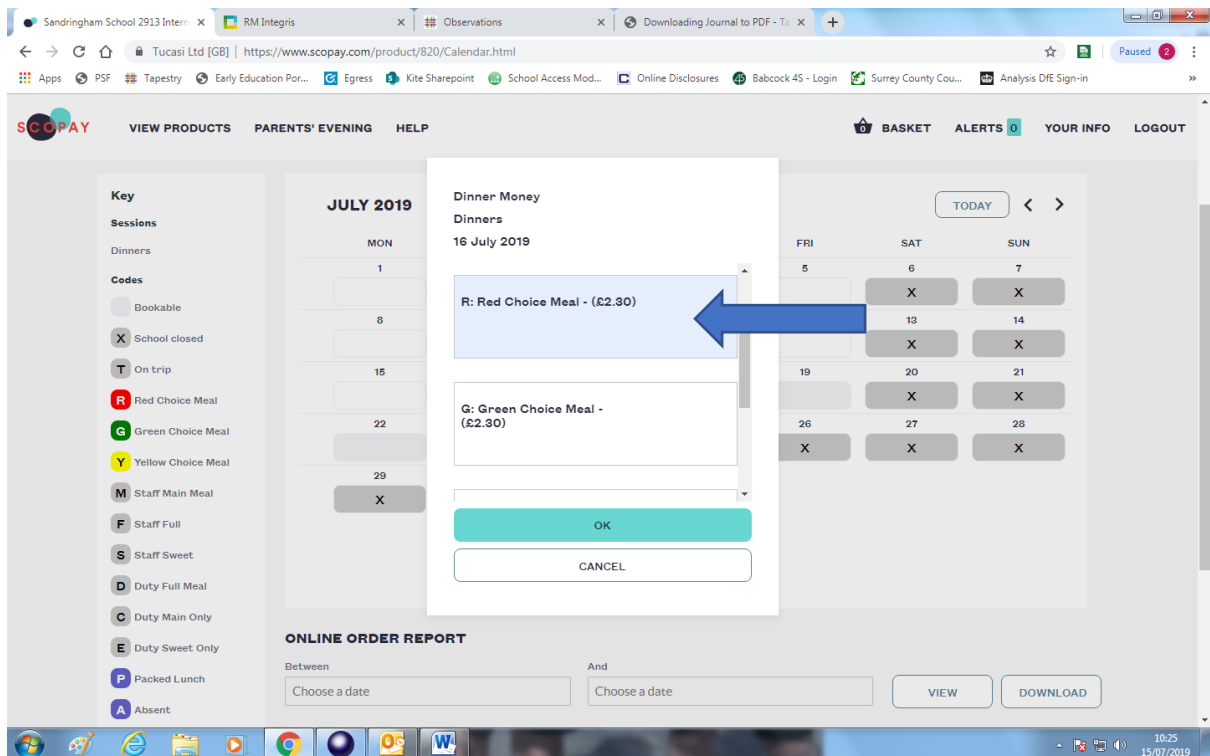 Sandringham School 2913 Intern
RM Integris
Observations
Downloading Journal to PDF - Ta
Tucasi Ltd [GB] | https://www.scopay.com/product/820/Calendar.html
Paused 2
Apps PSF Tapestry Early Education Por... Egress Kite Sharepoint School Access Mod... Online Disclosures Babcock 4S - Login Surrey County Cou... Analysis DfE Sign-in »
SCOPAY VIEW PRODUCTS PARENTS' EVENING HELP 0 BASKET ALERTS 0 YOUR INFO LOGOUT
Key
Sessions
Dinners
Codes
Bookable
X School closed
T On trip
R Red Choice Meal
G Green Choice Meal
Y Yellow Choice Meal
M Staff Main Meal
F Staff Full
S Staff Sweet
D Duty Full Meal
C Duty Main Only
E Duty Sweet Only
P Packed Lunch
A Absent
JULY 2019 TODAY
MON FRI SAT SUN
1 5 6 7
X X
8 13 14
X X
15 19 20 21
X X
22 26 27 28
X X X
29
X
Dinner Money
Dinners
16 July 2019
R: Red Choice Meal - (£2.30)
G: Green Choice Meal -
(£2.30)
OK
CANCEL
ONLINE ORDER REPORT
Between And
Choose a date Choose a date VIEW DOWNLOAD
10:25
15/07/2019